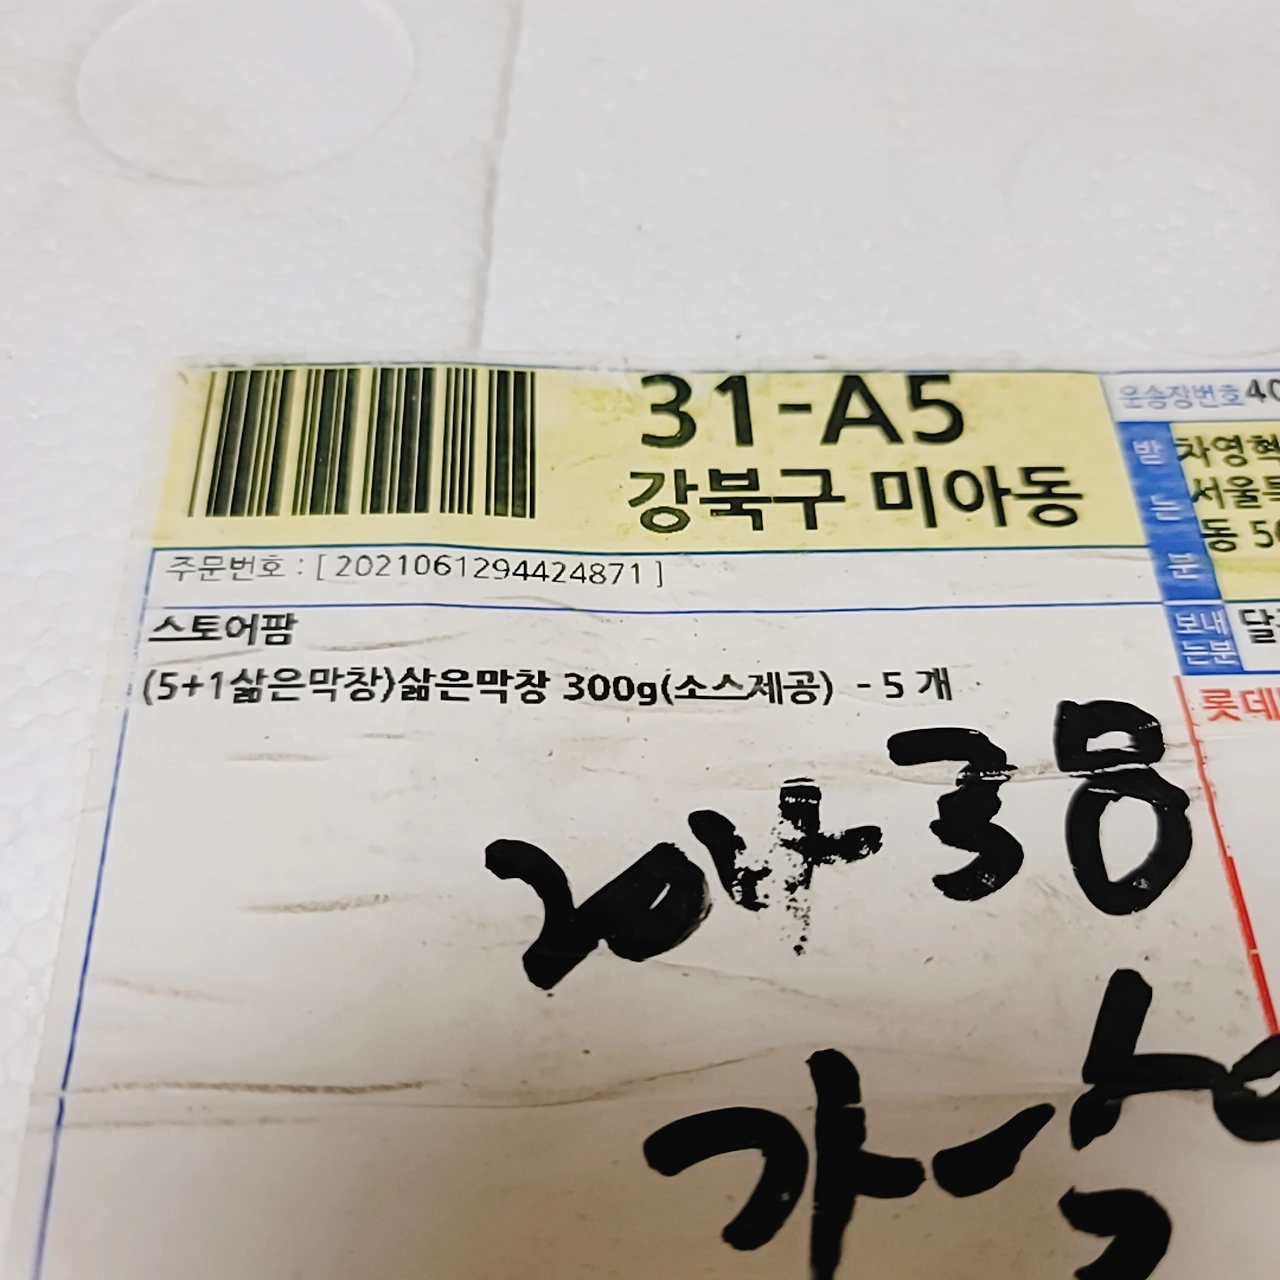 31-A5
강북구 미아동
운송장번호 40
받는분
차영혁
서울특
동 56
주문번호 : [ 2021061294424871 ]
스토어팜
(5+1삶은막창)삶은막창 300g(소스제공) - 5 개
보내는분
달
롯데